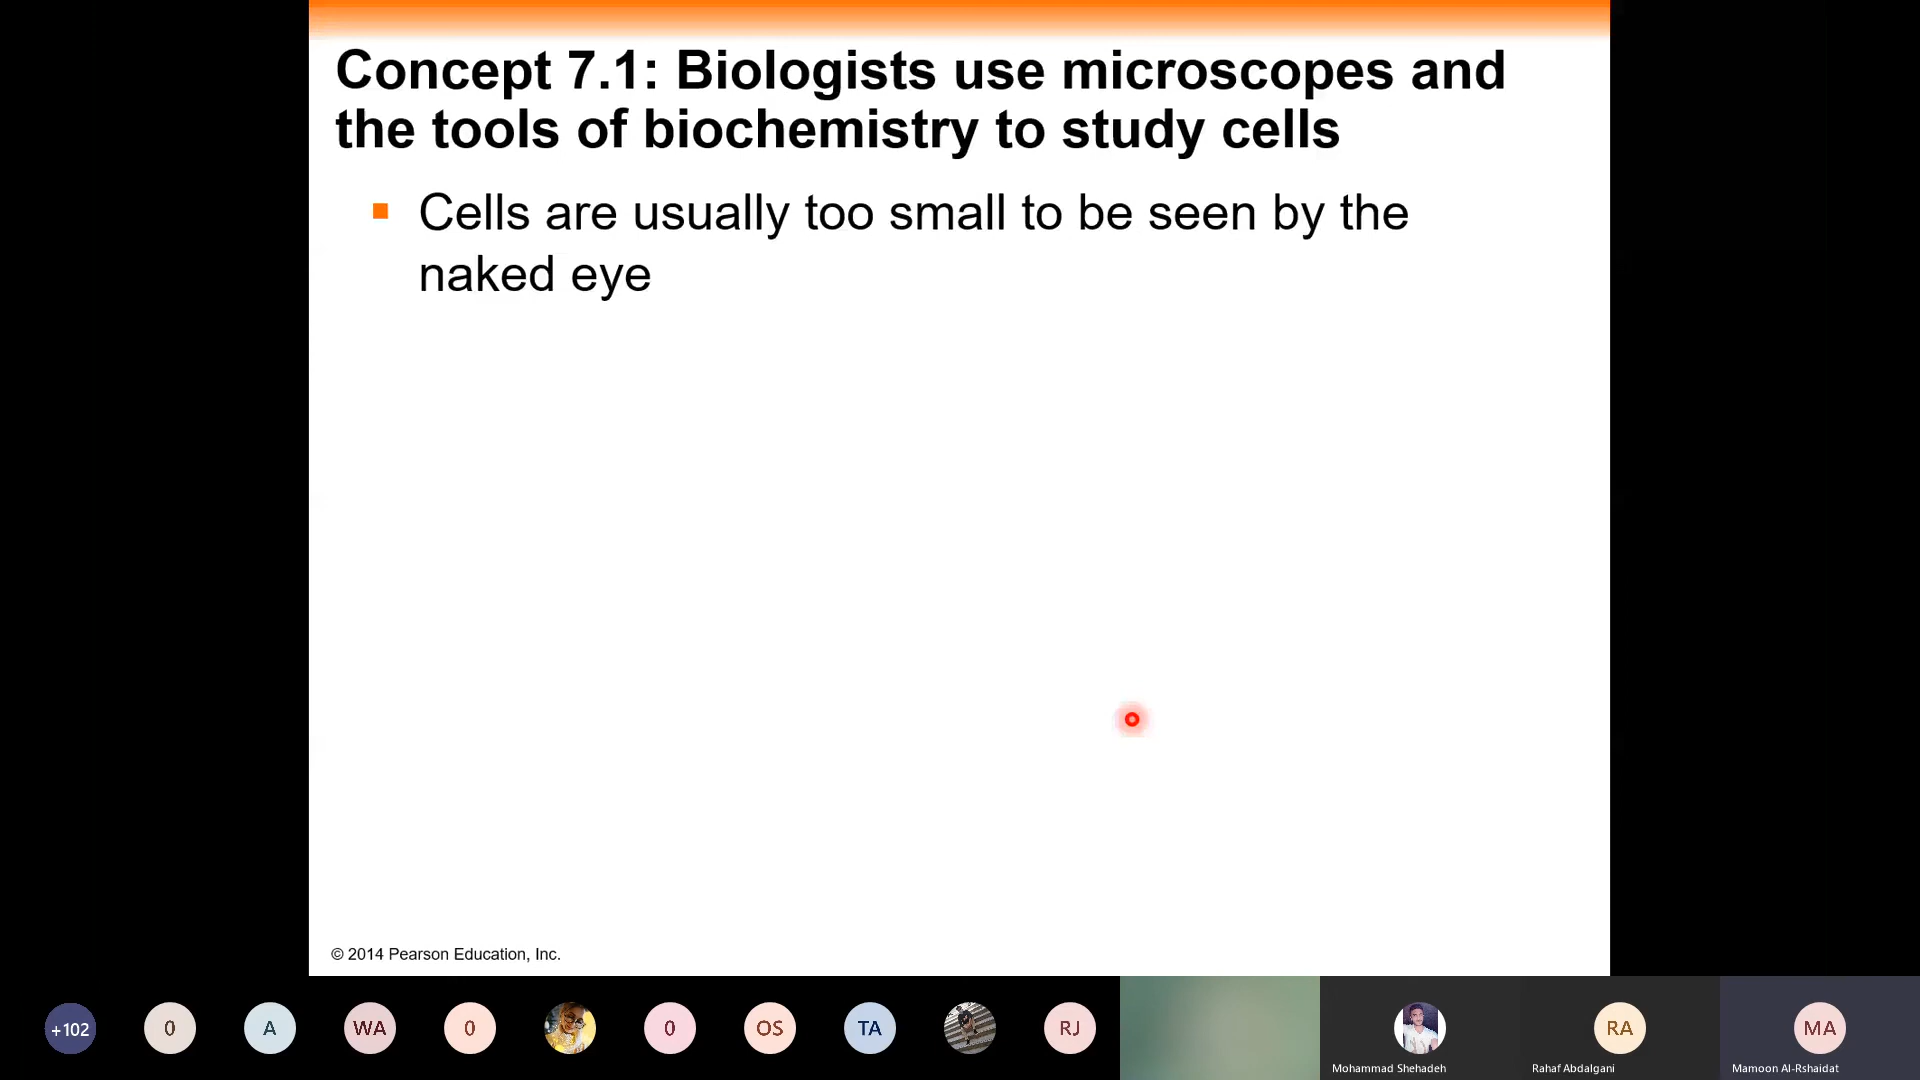 Concept 7.1: Biologists use microscopes and
the tools of biochemistry to study cells
Cells are usually too small to be seen by the
naked eye
© 2014 Pearson Education, Inc.
+102
0
A
WA
0
0
OS
TA
RJ
RA
MA
Mohammad Shehadeh
Rahaf Abdalgani
Mamoon Al-Rshaidat